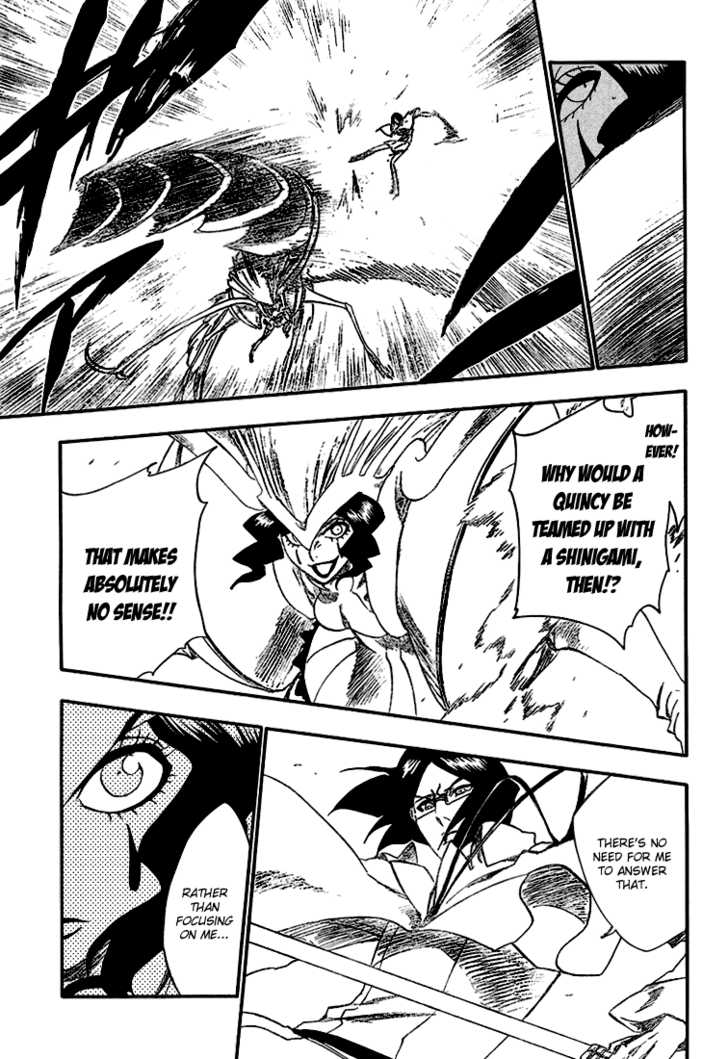 HOW-
EVER!
WHY WOULD A
QUINCY BE
TEAMED UP WITH
A SHINIGAMI,
THEN!?
THAT MAKES
ABSOLUTELY
NO SENSE!!
THERE'S NO
NEED FOR ME
TO ANSWER
THAT.
RATHER
THAN
FOCUSING
ON ME...